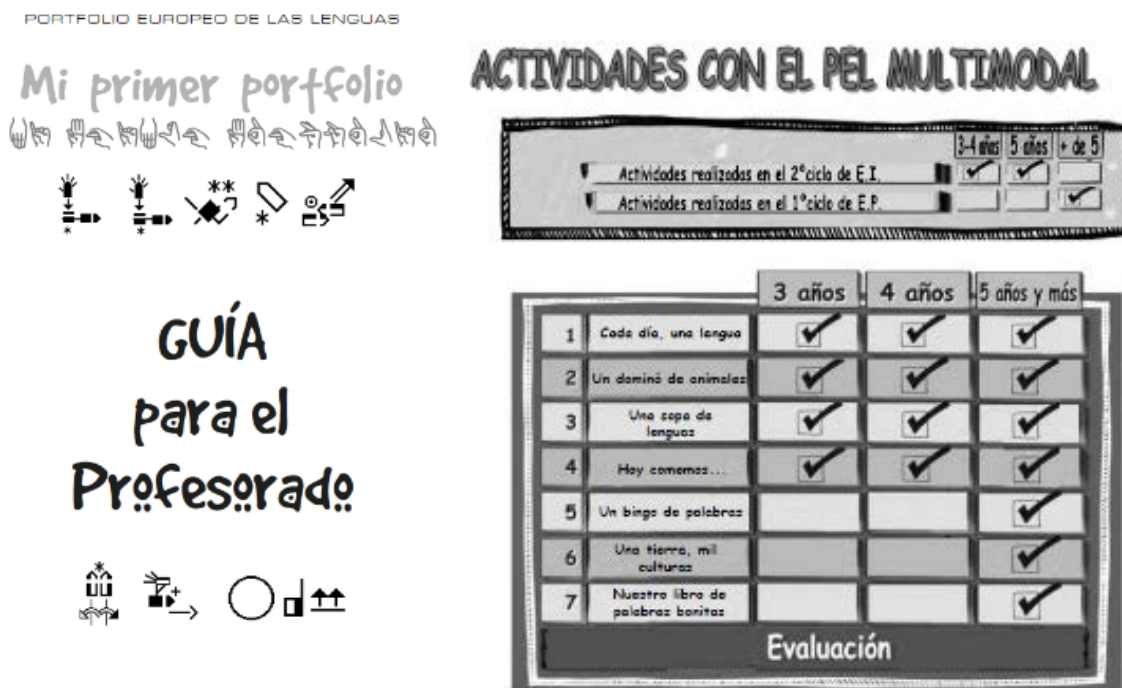 PORTFOLIO EUROPEO DE LAS LENGUAS
Mi primer portfolio
GUÍA
para el
Profesorado
ACTIVIDADES CON EL PEL MULTIMODAL
3-4 años 5 años + de 5
Actividades realizadas en el 2º ciclo de E.I.
Actividades realizadas en el 1º ciclo de E.P.
3 años 4 años 5 años y más
1 Cada día, una lengua
2 Un dominó de animales
3 Una sopa de
lenguas
4 Hoy comemos...
5 Un bingo de palabras
6 Una tierra, mil
culturas
7 Nuestro libro de
palabras bonitas
Evaluación